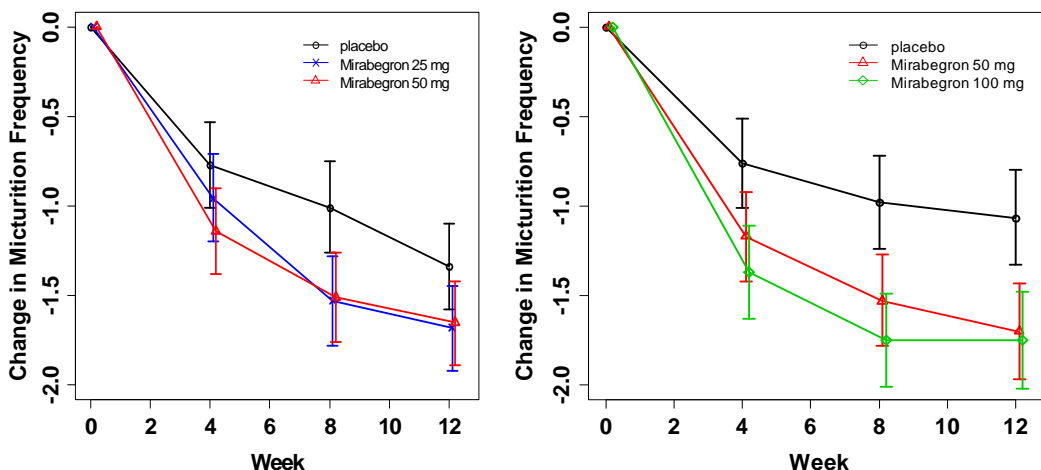 Change in Micturition Frequency
0.0
-0.5
-1.0
-1.5
-2.0
placebo
Mirabegron 25 mg
Mirabegron 50 mg
0 2 4 6 8 10 12
Week
Change in Micturition Frequency
0.0
-0.5
-1.0
-1.5
-2.0
placebo
Mirabegron 50 mg
Mirabegron 100 mg
0 2 4 6 8 10 12
Week